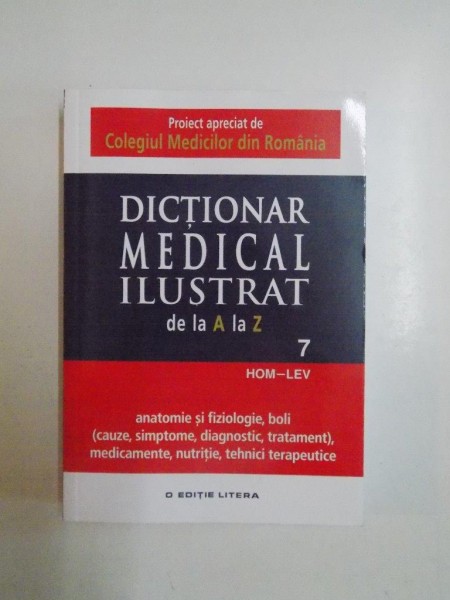 Proiect apreciat de
Colegiul Medicilor din România
DICȚIONAR
MEDICAL
ILUSTRAT
de la A la Z
7
HOM–LEV
anatomie și fiziologie, boli
(cauze, simptome, diagnostic, tratament),
medicamente, nutriție, tehnici terapeutice
O EDIȚIE LITERA